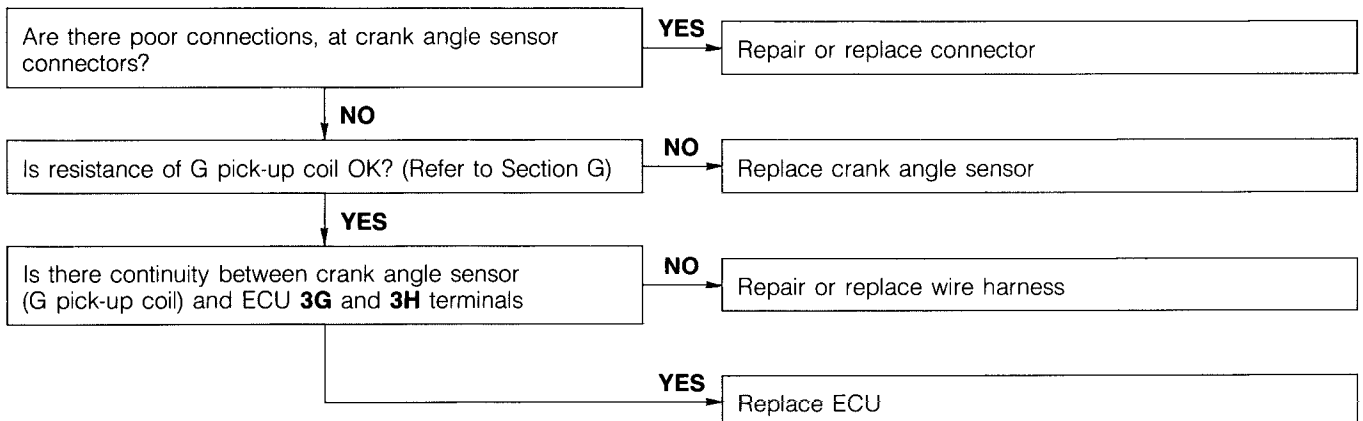 Are there poor connections, at crank angle sensor
connectors?
YES
Repair or replace connector
NO
Is resistance of G pick-up coil OK? (Refer to Section G)
NO
Replace crank angle sensor
YES
Is there continuity between crank angle sensor
(G pick-up coil) and ECU 3G and 3H terminals
NO
Repair or replace wire harness
YES
Replace ECU